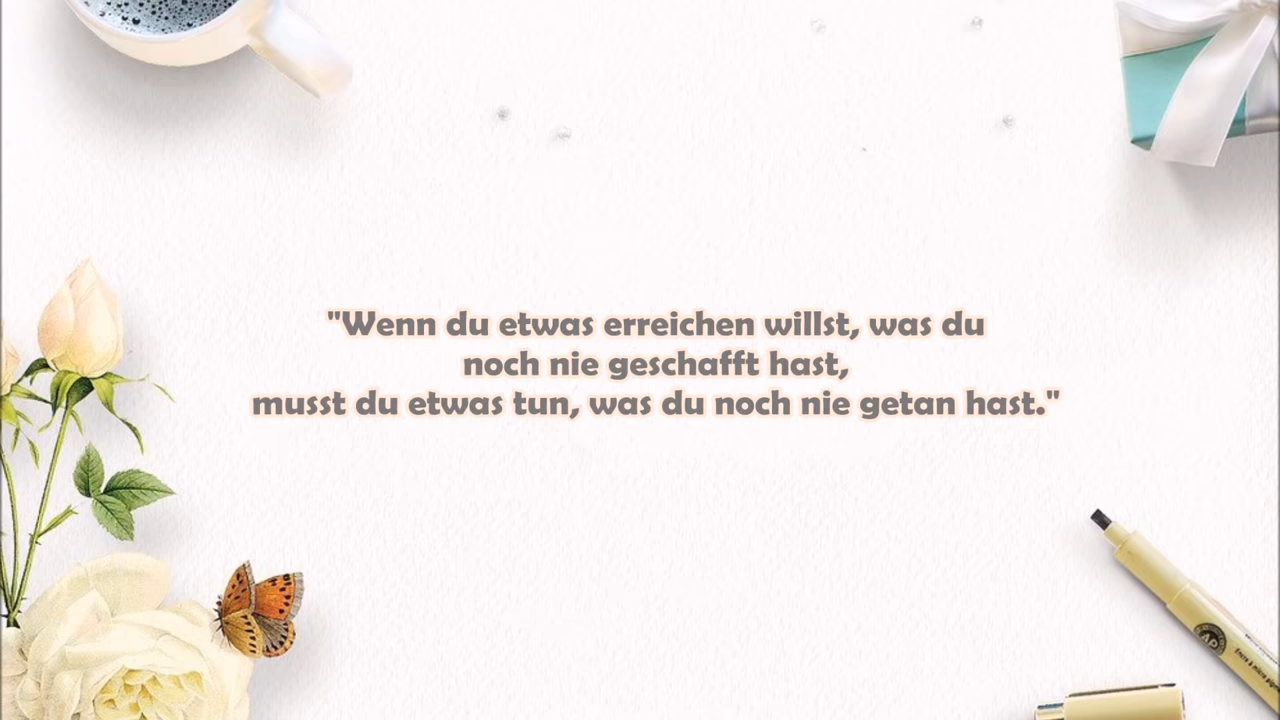 "Wenn du etwas erreichen willst, was du
noch nie geschafft hast,
musst du etwas tun, was du noch nie getan hast."
AP